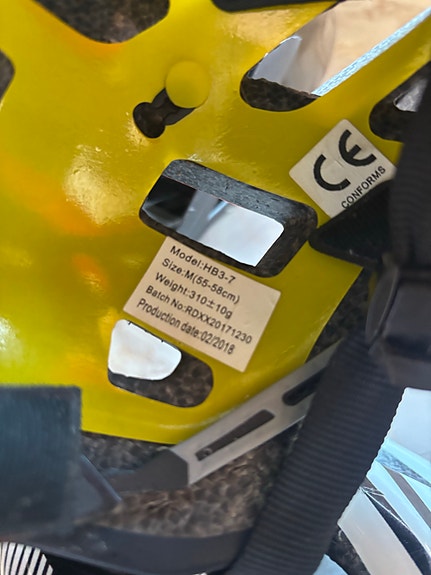 CE
CONFORMS
Model:HB3-7
Size:M(55-58cm)
Weight:310±10g
Batch No:RDXX20171230
Production date:02/2018